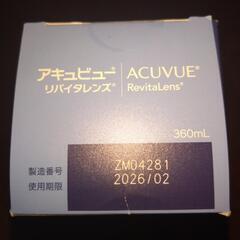 アキュビュー® ACUVUE®
リバイタレンズ® RevitaLens®
360mL
製造番号 ZM04281
使用期限 2026/02